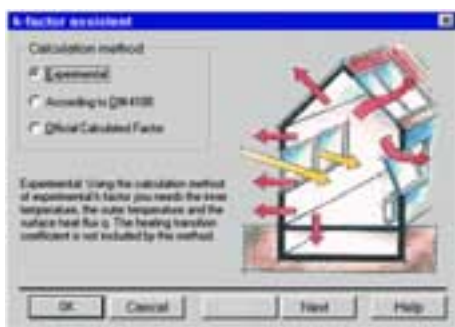 k-factor assistent
Calculation method
Experimental
According to DIN 4108
Official Calculated Factor
Experimental: Using the calculation method
of experimental k-factor you needs the inner
temperature, the outer temperature and the
surface heat flux q. The heating transition
coefficient is not included by this method.
OK
Cancel
Next
Help